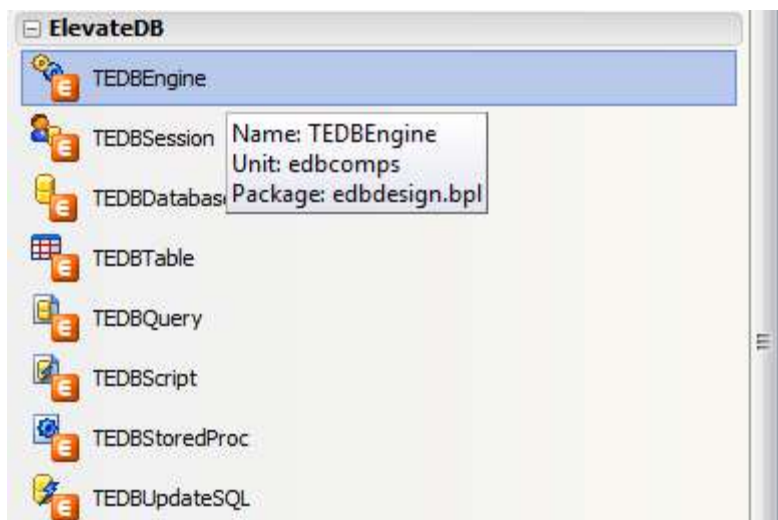 ElevateDB
TEDBEngine
TEDBSession
Name: TEDBEngine
Unit: edbcomps
Package: edbdesign.bpl
TEDBDatabas
TEDBTable
TEDBQuery
TEDBScript
TEDBStoredProc
TEDBUpdateSQL